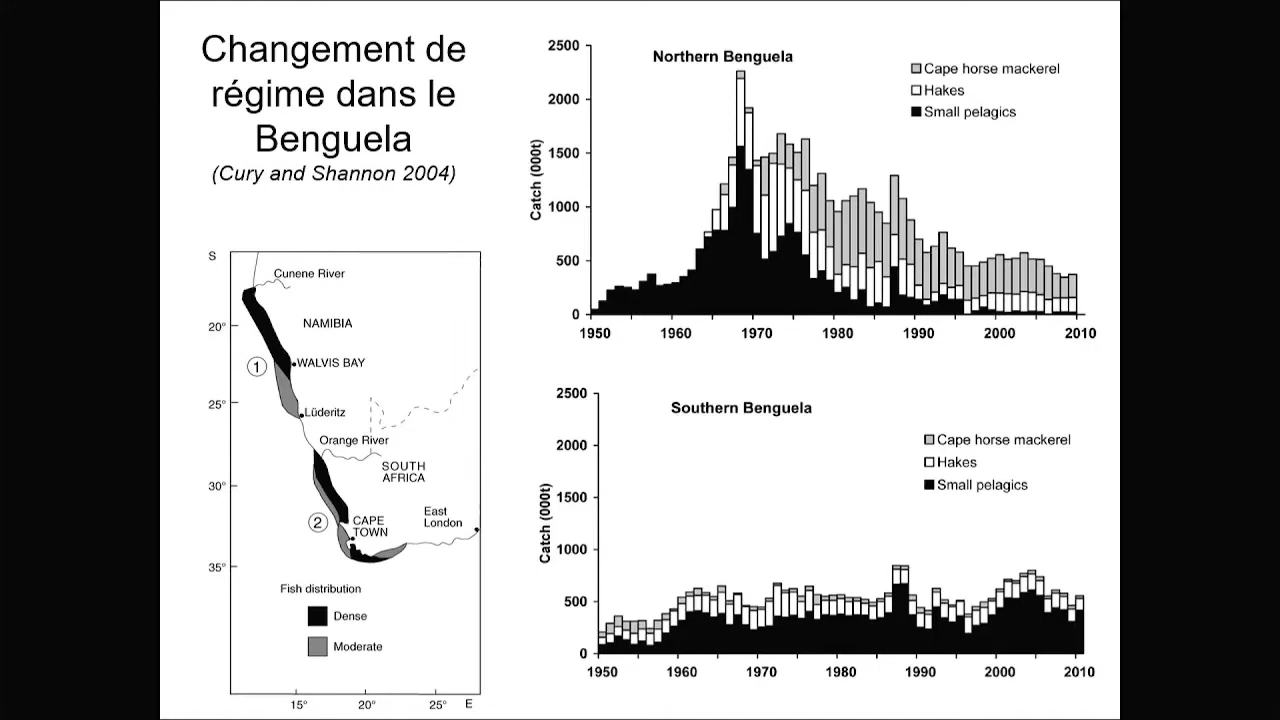 Changement de
régime dans le
Benguela
(Cury and Shannon 2004)
S
Cunene River
NAMIBIA
20°
1
WALVIS BAY
25°
Lüderitz
Orange River
SOUTH
AFRICA
30°
2
CAPE
TOWN
East
London
35°
Fish distribution
Dense
Moderate
15°
20°
25°
E
Northern Benguela
Cape horse mackerel
Hakes
Small pelagics
Catch (000t)
2500
2000
1500
1000
500
0
1950
1960
1970
1980
1990
2000
2010
Southern Benguela
Cape horse mackerel
Hakes
Small pelagics
Catch (000t)
2500
2000
1500
1000
500
0
1950
1960
1970
1980
1990
2000
2010